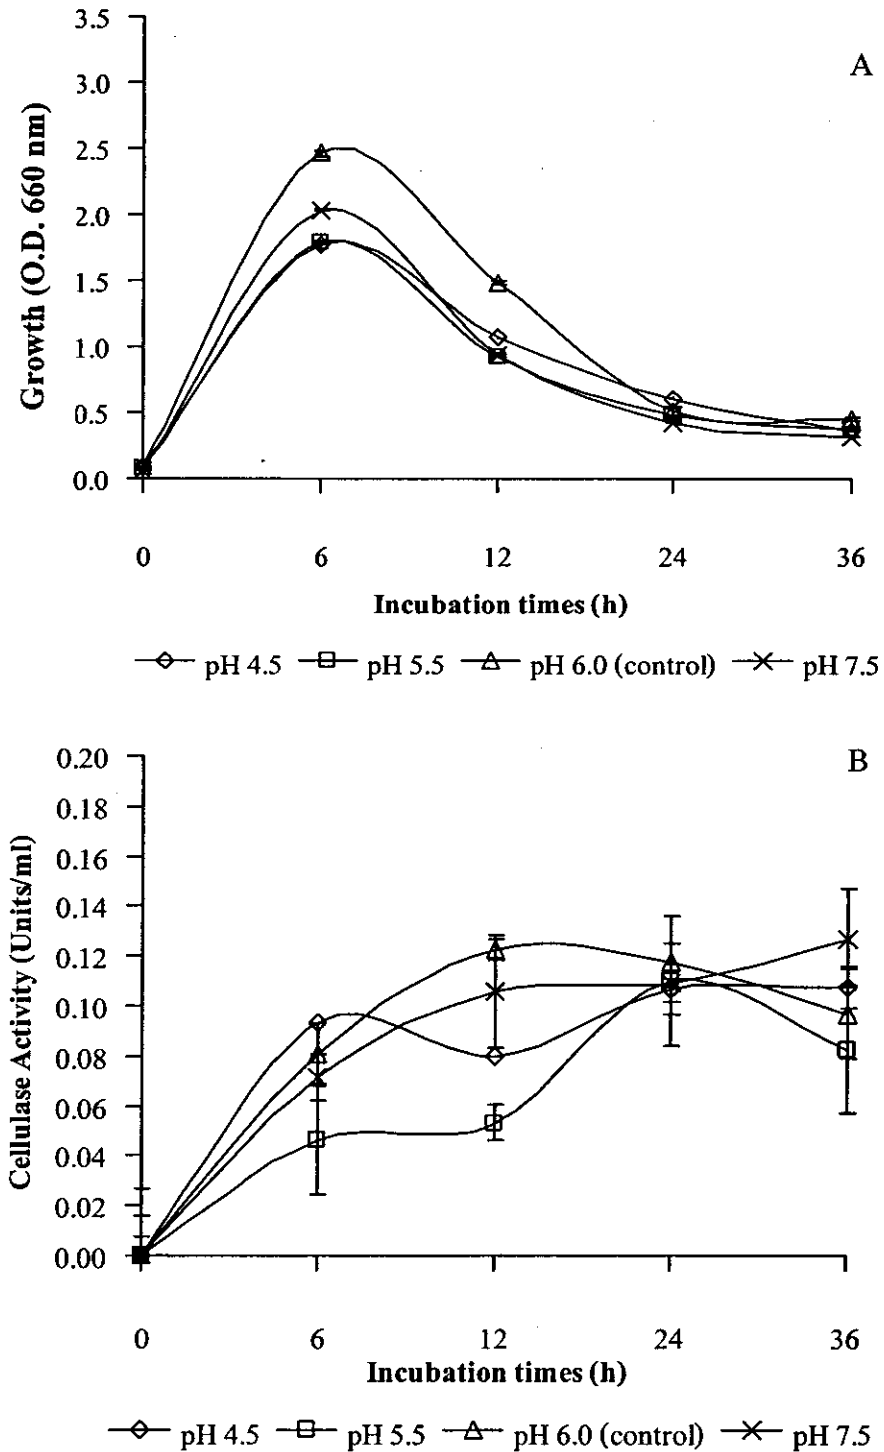 A
Growth (O.D. 660 nm)
3.5
3.0
2.5
2.0
1.5
1.0
0.5
0.0
0 6 12 24 36
Incubation times (h)
pH 4.5 pH 5.5 pH 6.0 (control) pH 7.5
B
Cellulase Activity (Units/ml)
0.20
0.18
0.16
0.14
0.12
0.10
0.08
0.06
0.04
0.02
0.00
0 6 12 24 36
Incubation times (h)
pH 4.5 pH 5.5 pH 6.0 (control) pH 7.5